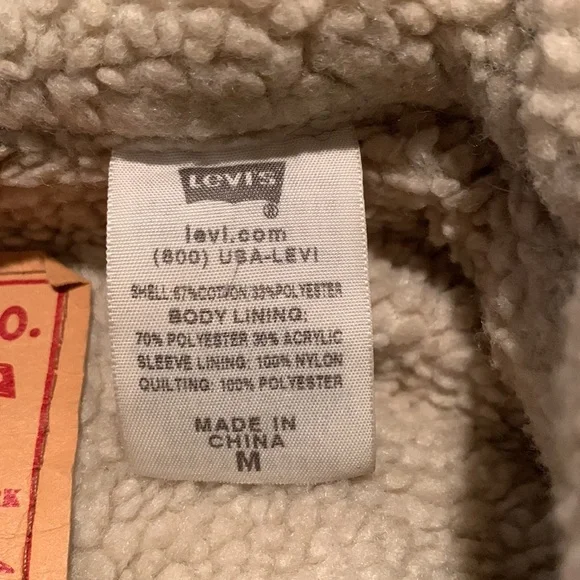 LEVI'S
®
levi.com
(800) USA-LEVI
SHELL: 67% COTTON 33% POLYESTER
BODY LINING:
70% POLYESTER 30% ACRYLIC
SLEEVE LINING: 100% NYLON
QUILTING: 100% POLYESTER
MADE IN
CHINA
M
O.